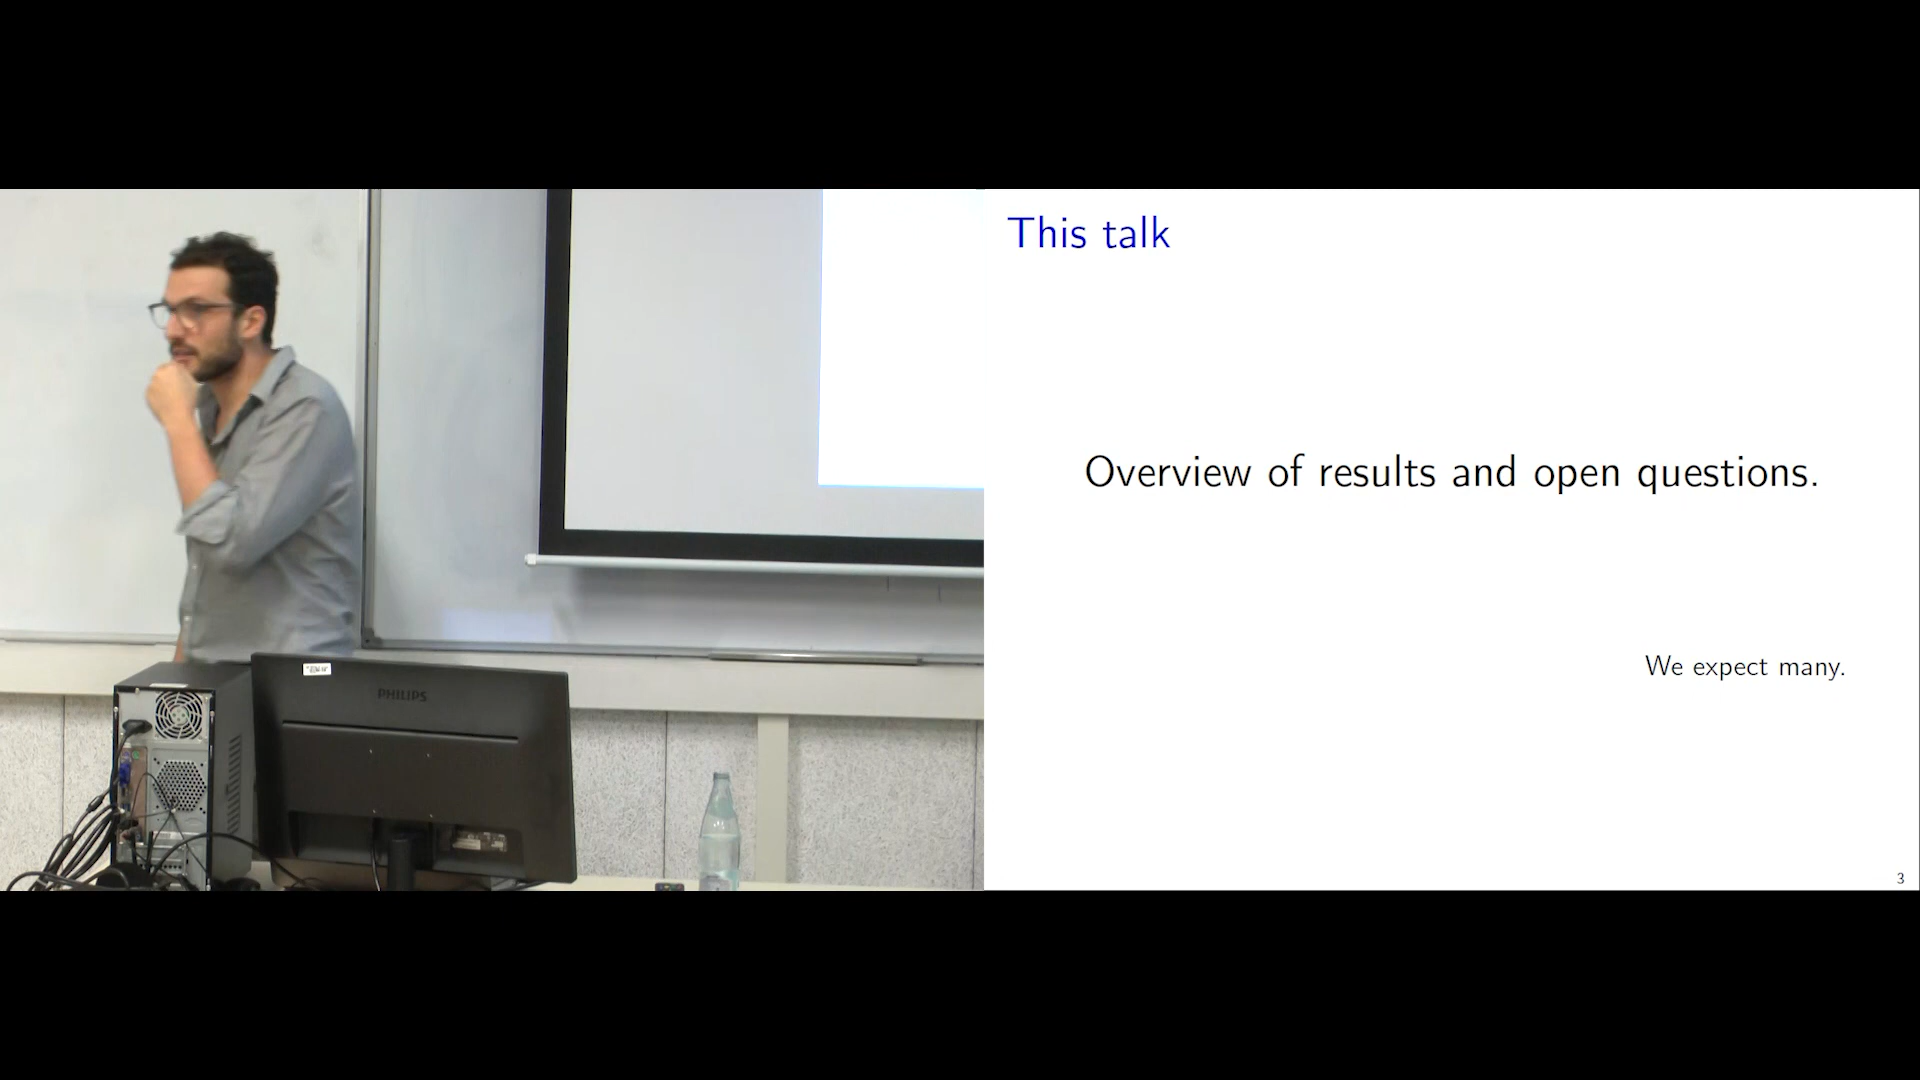 This talk
Overview of results and open questions.
We expect many.
3
PHILIPS